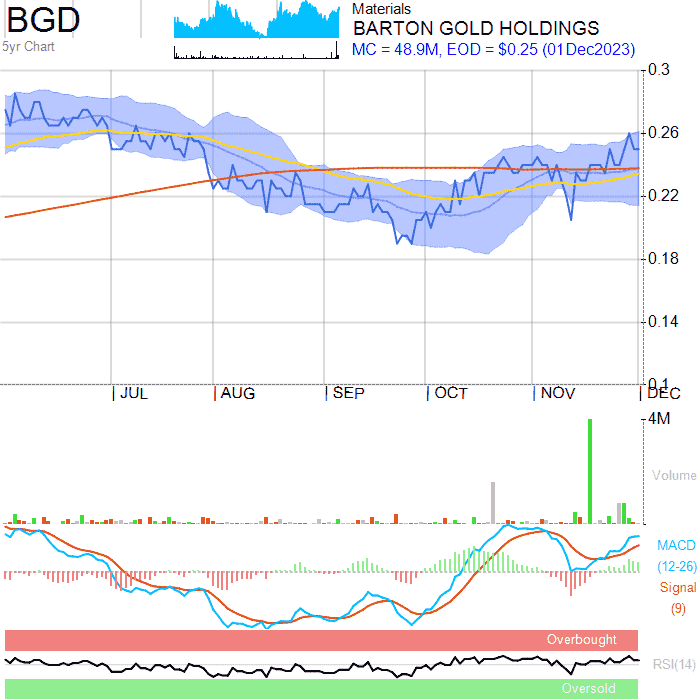 BGD
5yr Chart
Materials
BARTON GOLD HOLDINGS
MC = 48.9M, EOD = $0.25 (01Dec2023)
0.3
0.26
0.22
0.18
0.14
0.1
JUL AUG SEP OCT NOV DEC
4M
Volume
MACD
(12-26)
Signal
(9)
Overbought
RSI(14)
Oversold